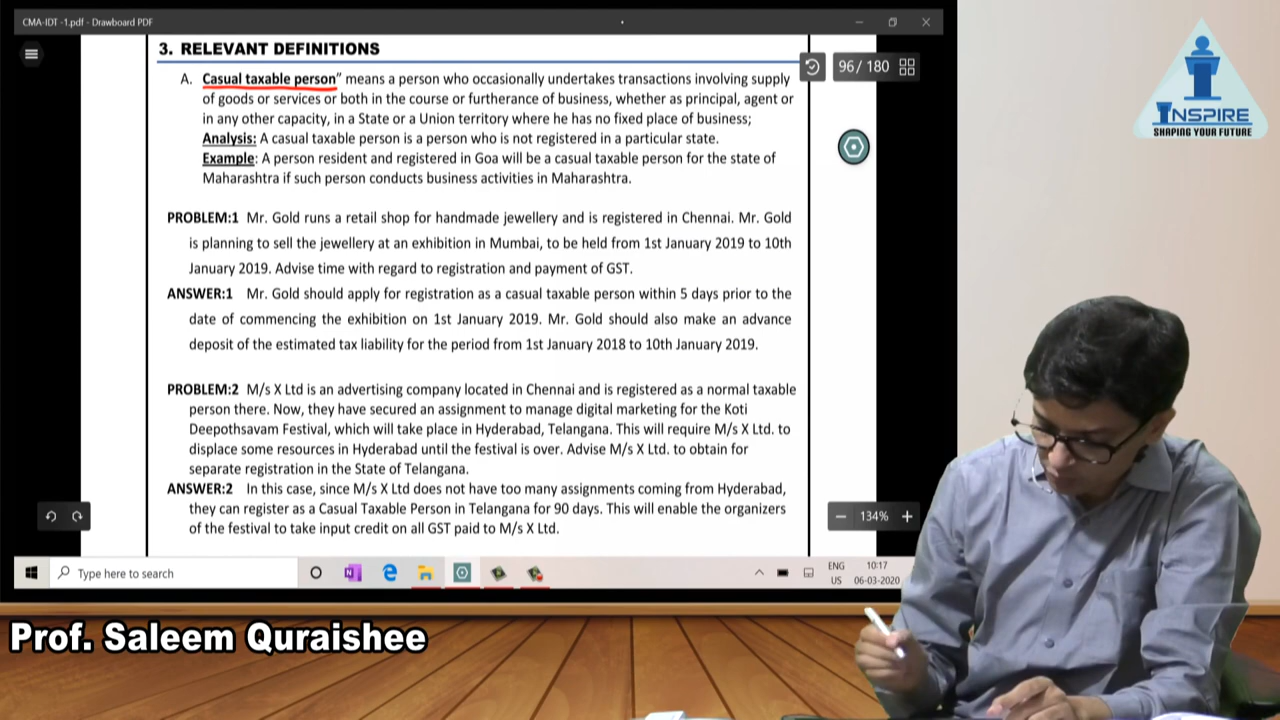 CMA-IDT -1.pdf - Drawboard PDF
3. RELEVANT DEFINITIONS
96 / 180
A. Casual taxable person” means a person who occasionally undertakes transactions involving supply
of goods or services or both in the course or furtherance of business, whether as principal, agent or
in any other capacity, in a State or a Union territory where he has no fixed place of business;
Analysis: A casual taxable person is a person who is not registered in a particular state.
Example: A person resident and registered in Goa will be a casual taxable person for the state of
Maharashtra if such person conducts business activities in Maharashtra.
PROBLEM:1 Mr. Gold runs a retail shop for handmade jewellery and is registered in Chennai. Mr. Gold
is planning to sell the jewellery at an exhibition in Mumbai, to be held from 1st January 2019 to 10th
January 2019. Advise time with regard to registration and payment of GST.
ANSWER:1 Mr. Gold should apply for registration as a casual taxable person within 5 days prior to the
date of commencing the exhibition on 1st January 2019. Mr. Gold should also make an advance
deposit of the estimated tax liability for the period from 1st January 2018 to 10th January 2019.
PROBLEM:2 M/s X Ltd is an advertising company located in Chennai and is registered as a normal taxable
person there. Now, they have secured an assignment to manage digital marketing for the Koti
Deepothsavam Festival, which will take place in Hyderabad, Telangana. This will require M/s X Ltd. to
displace some resources in Hyderabad until the festival is over. Advise M/s X Ltd. to obtain for
separate registration in the State of Telangana.
ANSWER:2 In this case, since M/s X Ltd does not have too many assignments coming from Hyderabad,
they can register as a Casual Taxable Person in Telangana for 90 days. This will enable the organizers
of the festival to take input credit on all GST paid to M/s X Ltd.
134%
Type here to search
ENG
US
10:17
06-03-2020
INSPIRE
SHAPING YOUR FUTURE
Prof. Saleem Quraishee